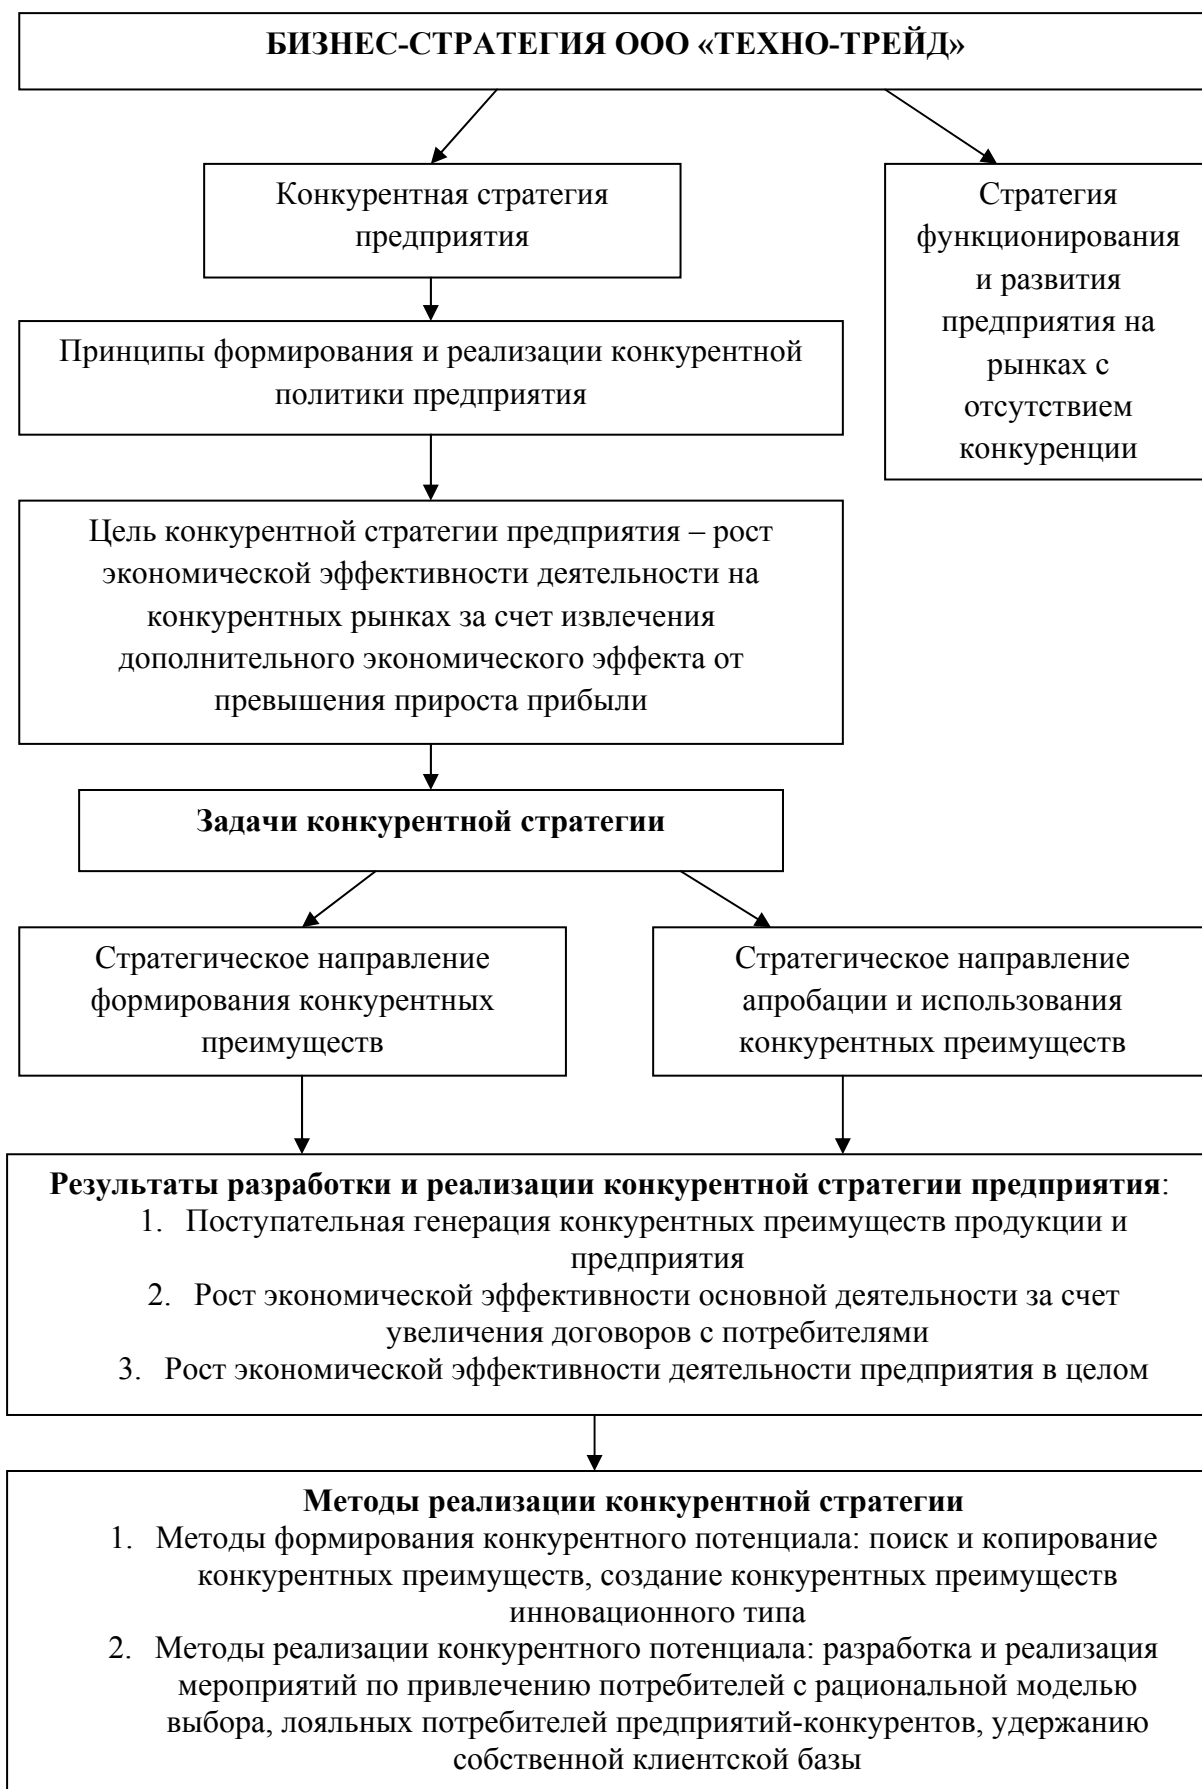 БИЗНЕС-СТРАТЕГИЯ ООО «ТЕХНО-ТРЕЙД»
Конкурентная стратегия
предприятия
Стратегия
функционирования
и развития
предприятия на
рынках с
отсутствием
конкуренции
Принципы формирования и реализации конкурентной
политики предприятия
Цель конкурентной стратегии предприятия – рост
экономической эффективности деятельности на
конкурентных рынках за счет извлечения
дополнительного экономического эффекта от
превышения прироста прибыли
Задачи конкурентной стратегии
Стратегическое направление
формирования конкурентных
преимуществ
Стратегическое направление
апробации и использования
конкурентных преимуществ
Результаты разработки и реализации конкурентной стратегии предприятия:
1. Поступательная генерация конкурентных преимуществ продукции и
предприятия
2. Рост экономической эффективности основной деятельности за счет
увеличения договоров с потребителями
3. Рост экономической эффективности деятельности предприятия в целом
Методы реализации конкурентной стратегии
1. Методы формирования конкурентного потенциала: поиск и копирование
конкурентных преимуществ, создание конкурентных преимуществ
инновационного типа
2. Методы реализации конкурентного потенциала: разработка и реализация
мероприятий по привлечению потребителей с рациональной моделью
выбора, лояльных потребителей предприятий-конкурентов, удержанию
собственной клиентской базы